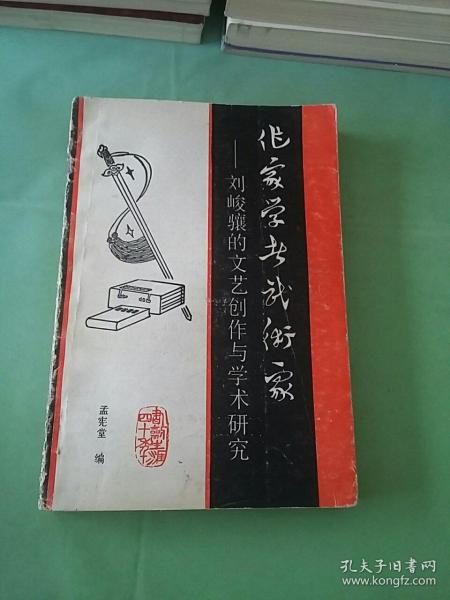 作家学者武術家
——刘峻骧的文艺创作与学术研究
孟宪堂 编
孔夫子旧书网
www.kongfz.com